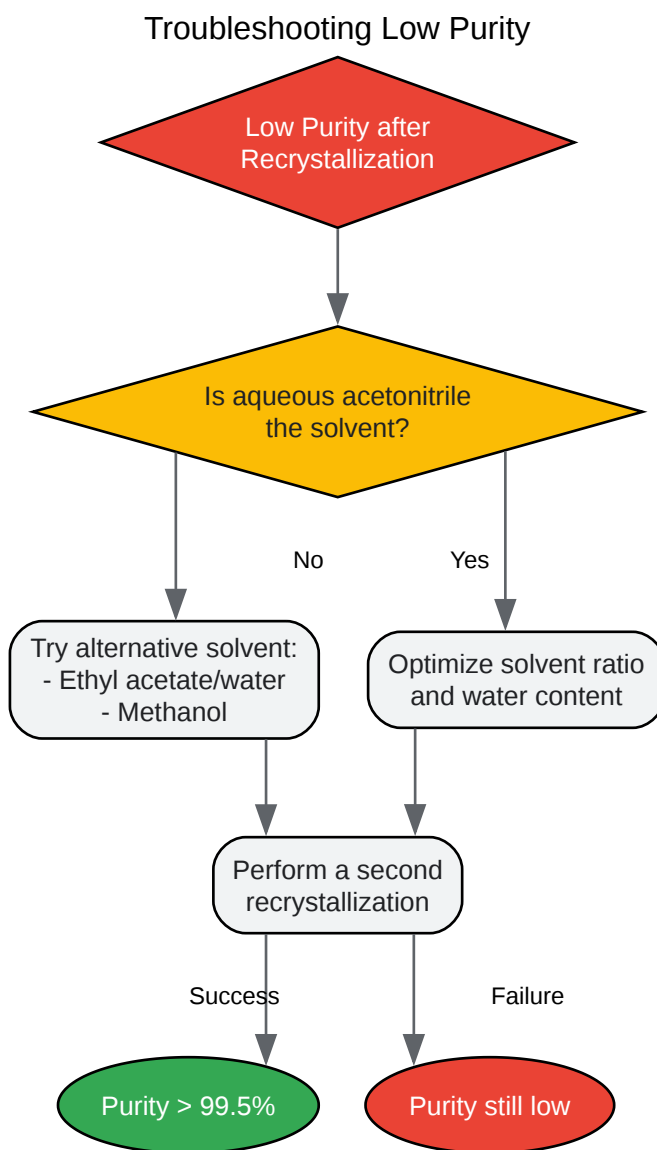 Troubleshooting Low Purity
Low Purity after
Recrystallization
Is aqueous acetonitrile
the solvent?
No
Yes
Try alternative solvent:
- Ethyl acetate/water
- Methanol
Optimize solvent ratio
and water content
Perform a second
recrystallization
Success
Failure
Purity > 99.5%
Purity still low